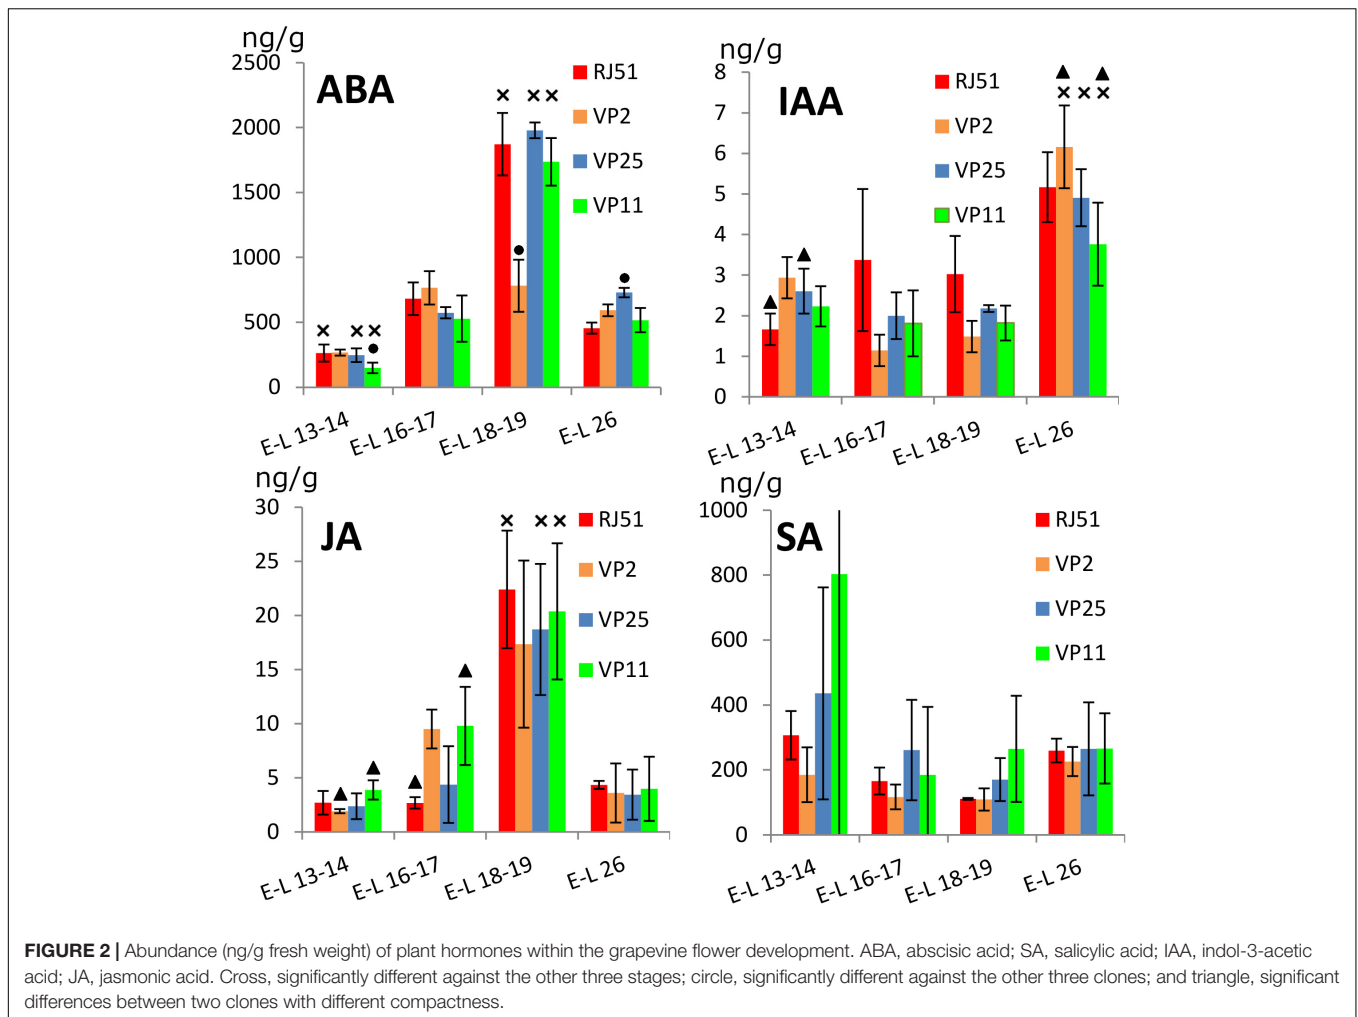 ng/g
2500
2000
1500
1000
500
0
ABA
RJ51
VP2
VP25
VP11
E-L 13-14
E-L 16-17
E-L 18-19
E-L 26
ng/g
8
7
6
5
4
3
2
1
0
IAA
RJ51
VP2
VP25
VP11
E-L 13-14
E-L 16-17
E-L 18-19
E-L 26
ng/g
30
25
20
15
10
5
0
JA
RJ51
VP2
VP25
VP11
E-L 13-14
E-L 16-17
E-L 18-19
E-L 26
ng/g
1000
800
600
400
200
0
SA
RJ51
VP2
VP25
VP11
E-L 13-14
E-L 16-17
E-L 18-19
E-L 26
FIGURE 2 | Abundance (ng/g fresh weight) of plant hormones within the grapevine flower development. ABA, abscisic acid; SA, salicylic acid; IAA, indol-3-acetic
acid; JA, jasmonic acid. Cross, significantly different against the other three stages; circle, significantly different against the other three clones; and triangle, significant
differences between two clones with different compactness.